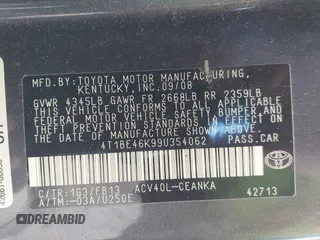 MFD.BY:TOYOTA MOTOR MANUFACTURING,
KENTUCKY, INC. 09/08
GVWR 4345LB GAWR FR 2668LB RR 2359LB
THIS VEHICLE CONFORMS TO ALL APPLICABLE
FEDERAL MOTOR VEHICLE SAFETY, BUMPER,
AND THEFT PREVENTION STANDARDS IN
EFFECT ON THE DATE OF MANUFACTURE
SHOWN ABOVE.
4T1BE46K99U354062 PASS.CAR
C/TR:1G3/FB13 ACV40L-CEANKA
A/TM:-03A/U250E 42713
TOYOTA
AUTOBIDMASTER